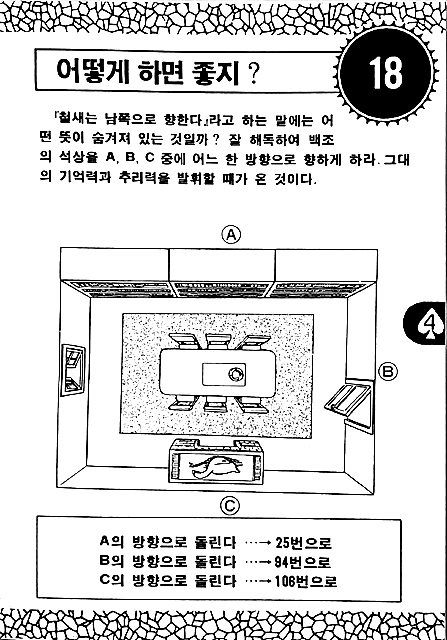 어떻게 하면 좋지?
18
『철새는 남쪽으로 향한다』라고 하는 말에는 어
떤 뜻이 숨겨져 있는 것일까? 잘 해독하여 백조
의 석상을 A, B, C 중에 어느 한 방향으로 향하게 하라. 그대
의 기억력과 추리력을 발휘할 때가 온 것이다.
A
4
B
C
A의 방향으로 돌린다 …→ 25번으로
B의 방향으로 돌린다 …→ 94번으로
C의 방향으로 돌린다 …→ 106번으로